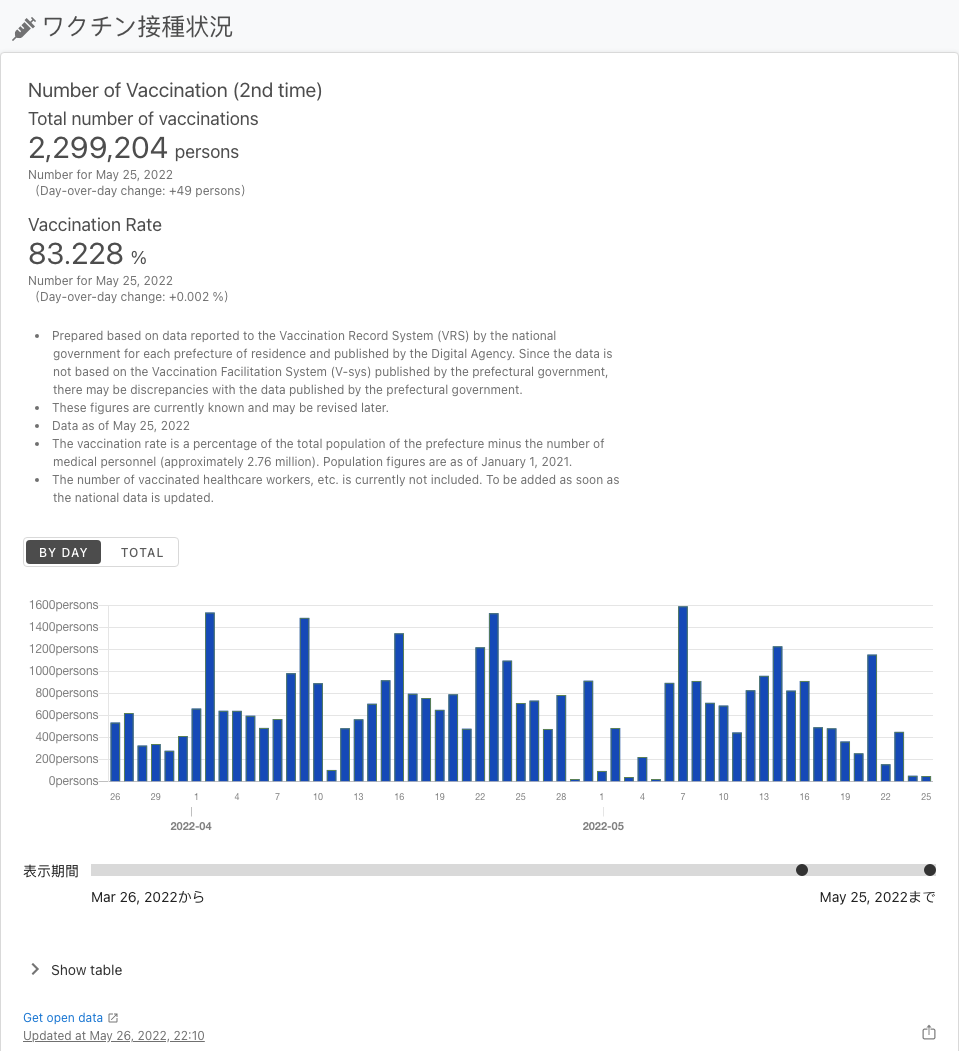 ワクチン接種状況
Number of Vaccination (2nd time)
Total number of vaccinations
2,299,204 persons
Number for May 25, 2022
(Day-over-day change: +49 persons)
Vaccination Rate
83.228 %
Number for May 25, 2022
(Day-over-day change: +0.002 %)
• Prepared based on data reported to the Vaccination Record System (VRS) by the national
government for each prefecture of residence and published by the Digital Agency. Since the data is
not based on the Vaccination Facilitation System (V-sys) published by the prefectural government,
there may be discrepancies with the data published by the prefectural government.
• These figures are currently known and may be revised later.
• Data as of May 25, 2022
• The vaccination rate is a percentage of the total population of the prefecture minus the number of
medical personnel (approximately 2.76 million). Population figures are as of January 1, 2021.
• The number of vaccinated healthcare workers, etc. is currently not included. To be added as soon as
the national data is updated.
BY DAY TOTAL
1600persons
1400persons
1200persons
1000persons
800persons
600persons
400persons
200persons
0persons
26 29 1 4 7 10 13 16 19 22 25 28 1 4 7 10 13 16 19 22 25
2022-04 2022-05
表示期間
Mar 26, 2022から May 25, 2022まで
Show table
Get open data
Updated at May 26, 2022, 22:10